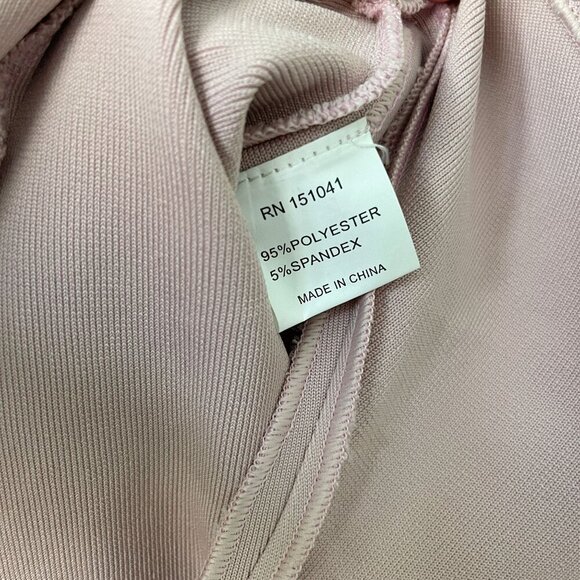 RN 151041
95%POLYESTER
5%SPANDEX
MADE IN CHINA